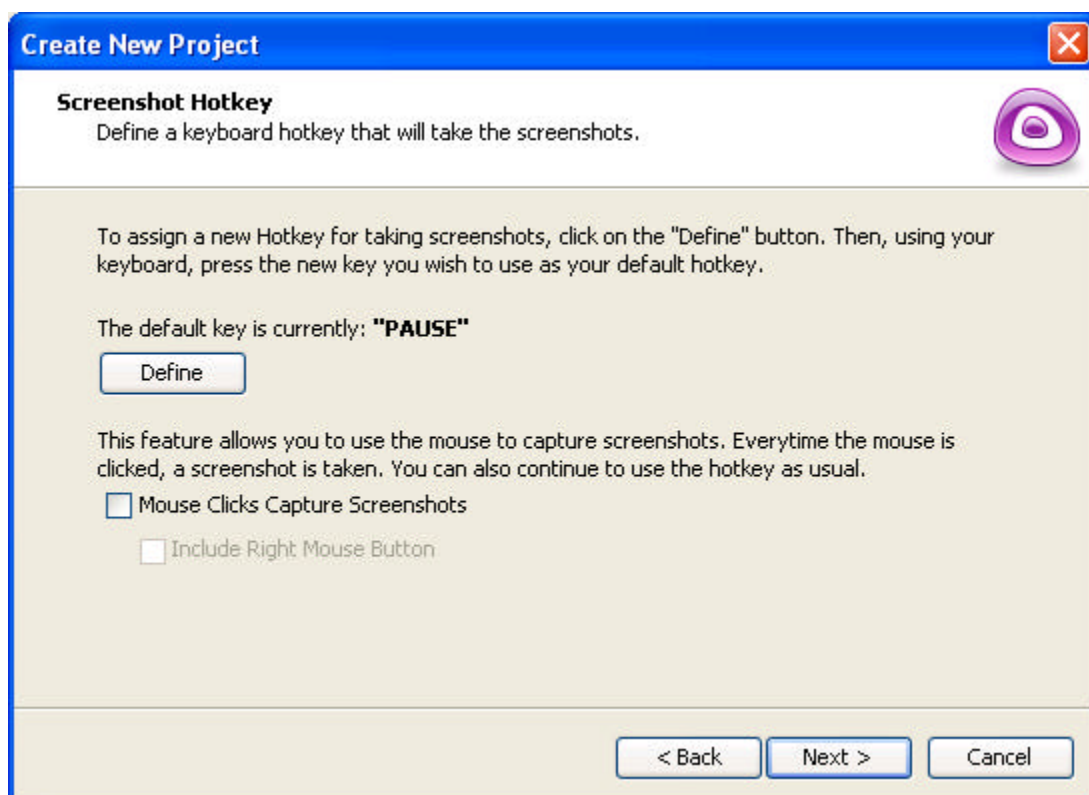 Create New Project
Screenshot Hotkey
Define a keyboard hotkey that will take the screenshots.
To assign a new Hotkey for taking screenshots, click on the "Define" button. Then, using your
keyboard, press the new key you wish to use as your default hotkey.
The default key is currently: "PAUSE"
Define
This feature allows you to use the mouse to capture screenshots. Everytime the mouse is
clicked, a screenshot is taken. You can also continue to use the hotkey as usual.
Mouse Clicks Capture Screenshots
Include Right Mouse Button
< Back Next > Cancel